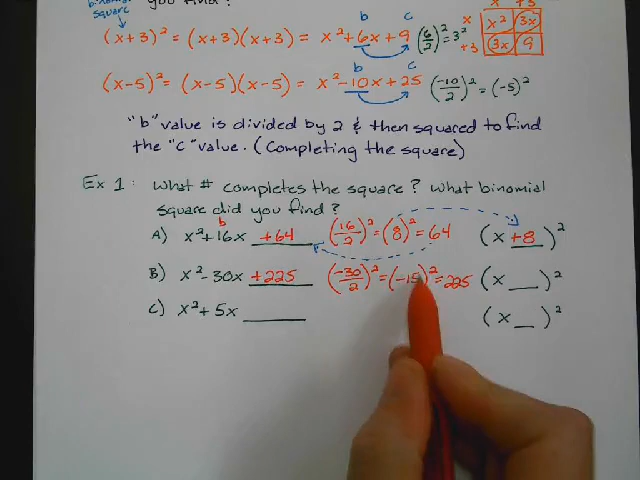 binomial you find?
square x +3
(x+3)² = (x+3)(x+3) = x²+6x+9 (6/2)²=3² x x² 3x
b c +3 3x 9
(x-5)² = (x-5)(x-5) = x²-10x+25 (-10/2)²=(-5)²
b c
"b" value is divided by 2 & then squared to find
the "c" value. (Completing the square)
Ex 1: What # completes the square? What binomial
square did you find?
b
A) x²+16x +64 (16/2)²=(8)²=64 (x +8)²
B) x²-30x +225 (-30/2)²=(-15)²=225 (x __)²
C) x²+5x ____ (x __)²